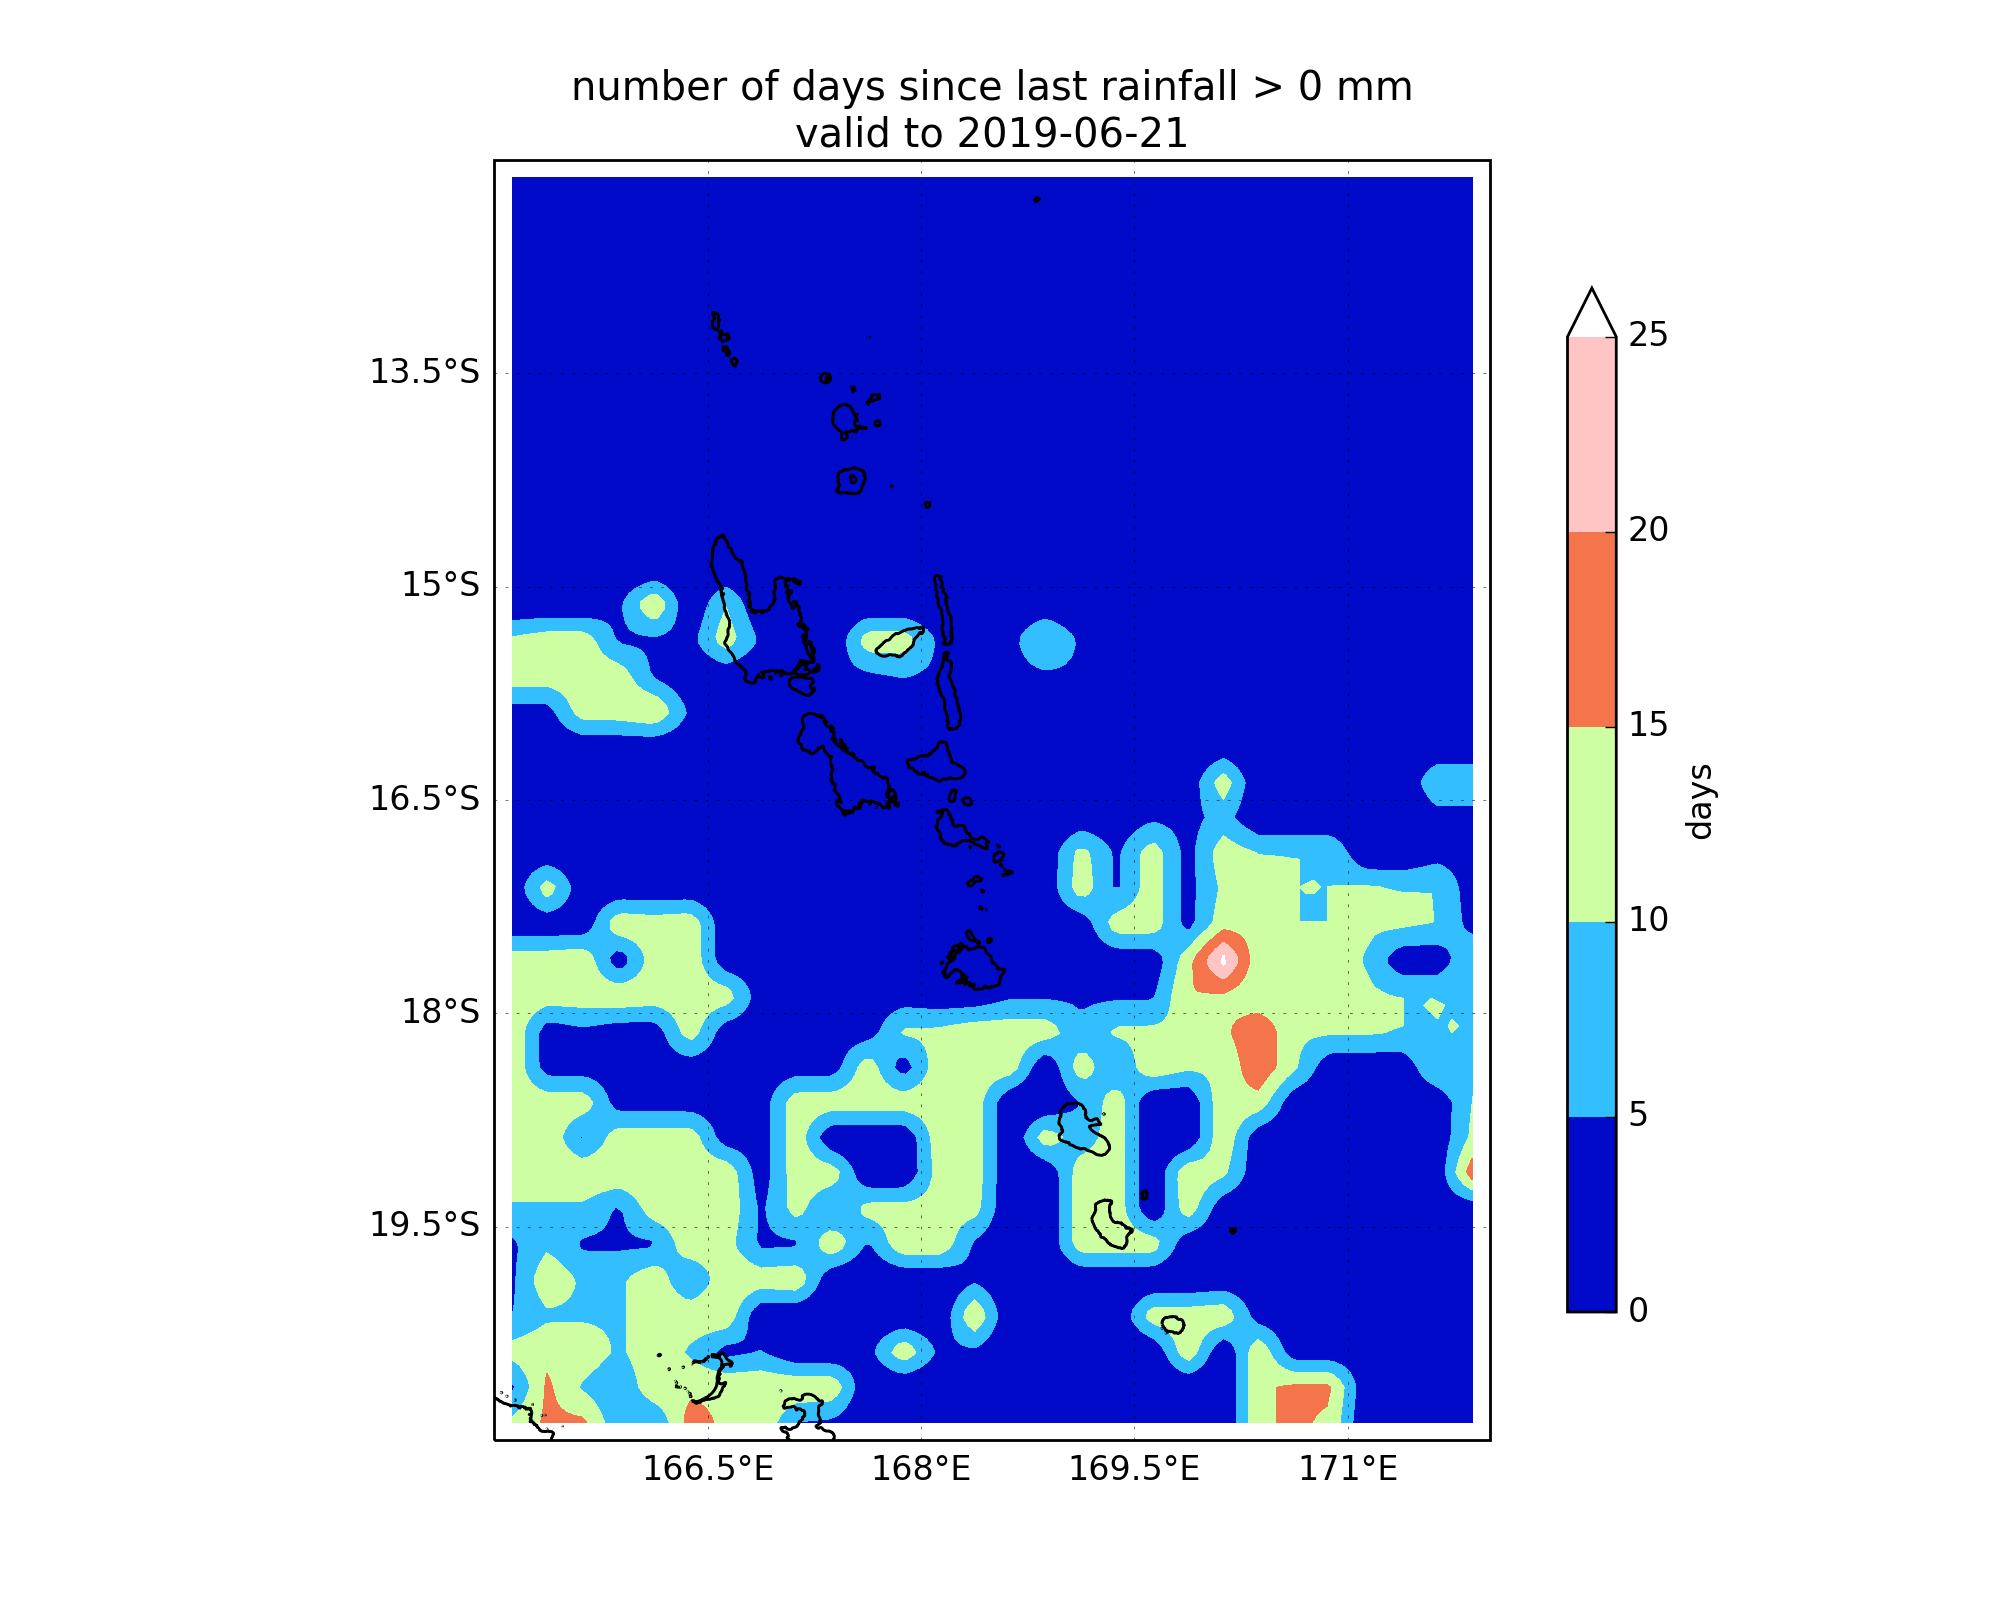 number of days since last rainfall > 0 mm
valid to 2019-06-21
13.5°S
15°S
16.5°S
18°S
19.5°S
166.5°E
168°E
169.5°E
171°E
25
20
15
10
5
0
days